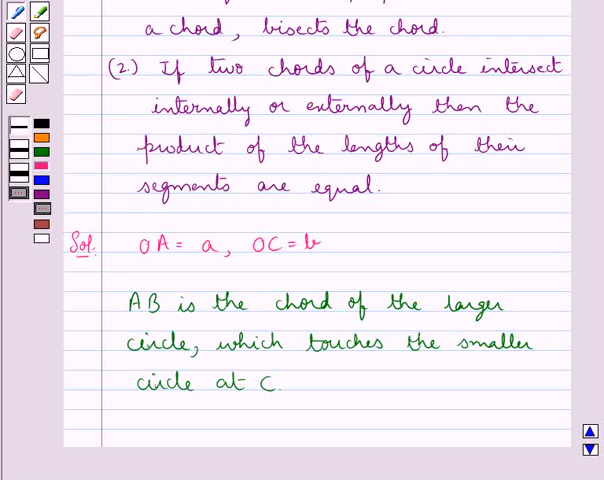 a chord, bisects the chord.
(2.) If two chords of a circle intersect
internally or externally then the
product of the lengths of their
segments are equal.
Sol. OA = a, OC = b
AB is the chord of the larger
circle, which touches the smaller
circle at C.